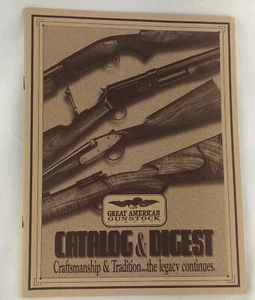 GREAT AMERICAN
GUNSTOCK
CATALOG & DIGEST
Craftsmanship & Tradition...the legacy continues.